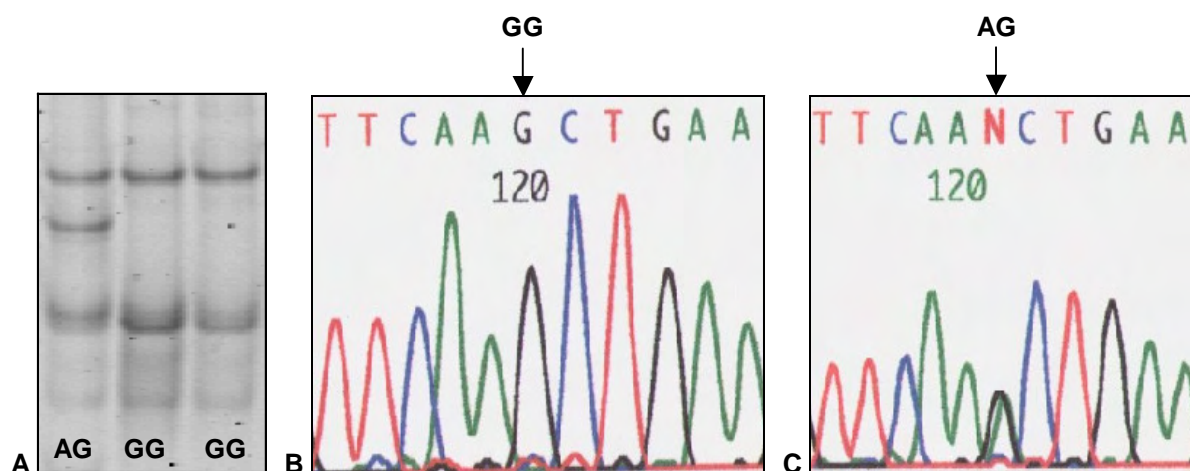 GG
AG
T T C A A G C T G A A
120
T T C A A N C T G A A
120
AG GG GG
A
B
C